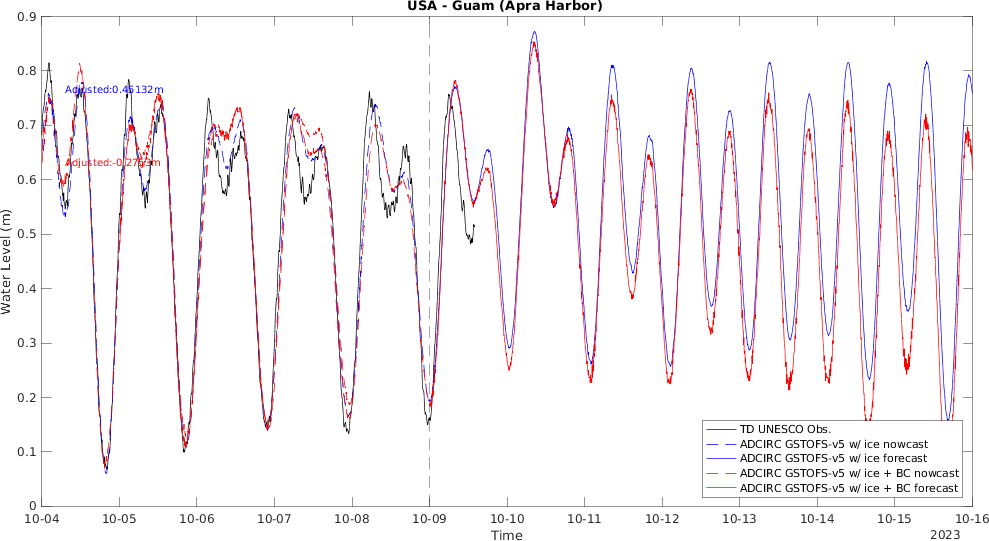 USA - Guam (Apra Harbor)
0.9
0.8
0.7
0.6
0.5
0.4
0.3
0.2
0.1
0
Water Level (m)
Adjusted:0.45132m
TD UNESCO Obs.
ADCIRC GSTOFS-v5 w/ ice nowcast
ADCIRC GSTOFS-v5 w/ ice forecast
ADCIRC GSTOFS-v5 w/ ice + BC nowcast
ADCIRC GSTOFS-v5 w/ ice + BC forecast
10-04 10-05 10-06 10-07 10-08 10-09 10-10 10-11 10-12 10-13 10-14 10-15 10-16
Time
2023